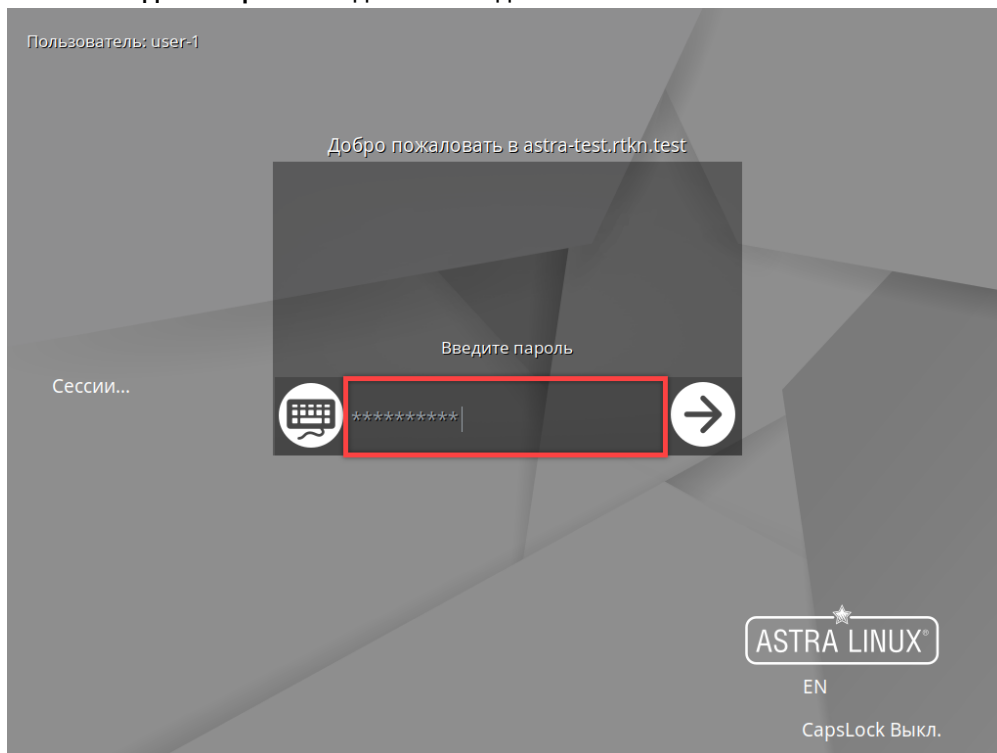 Пользователь: user-1
Добро пожаловать в astra-test.rtkn.test
Введите пароль
Сессии...
**********
ASTRA LINUX®
EN
CapsLock Выкл.